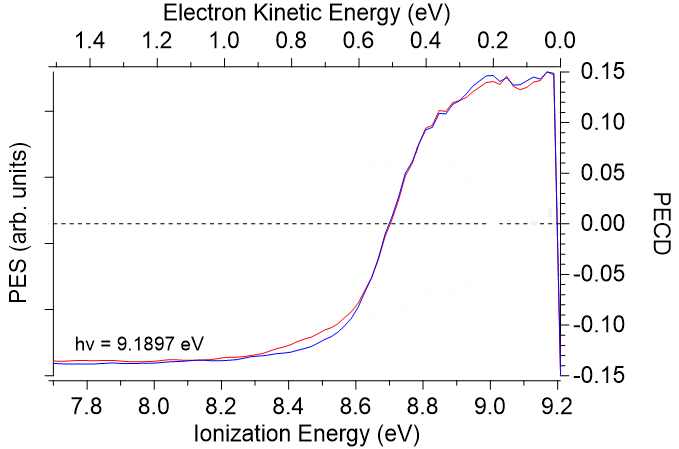 Electron Kinetic Energy (eV)
1.4 1.2 1.0 0.8 0.6 0.4 0.2 0.0
PES (arb. units)
0.15
0.10
0.05
0.00
-0.05
-0.10
-0.15
PECD
hv = 9.1897 eV
7.8 8.0 8.2 8.4 8.6 8.8 9.0 9.2
Ionization Energy (eV)